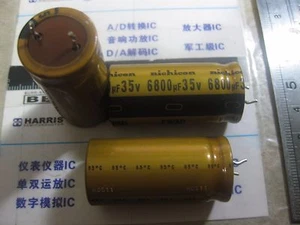 A/D转换IC
放大器IC
音响功放IC
军工级IC
D/A解码IC
nichicon nichicon
μF35V 6800μF35V 6800μF
HARRIS
仪表仪器IC
单双运放IC
数字模拟IC